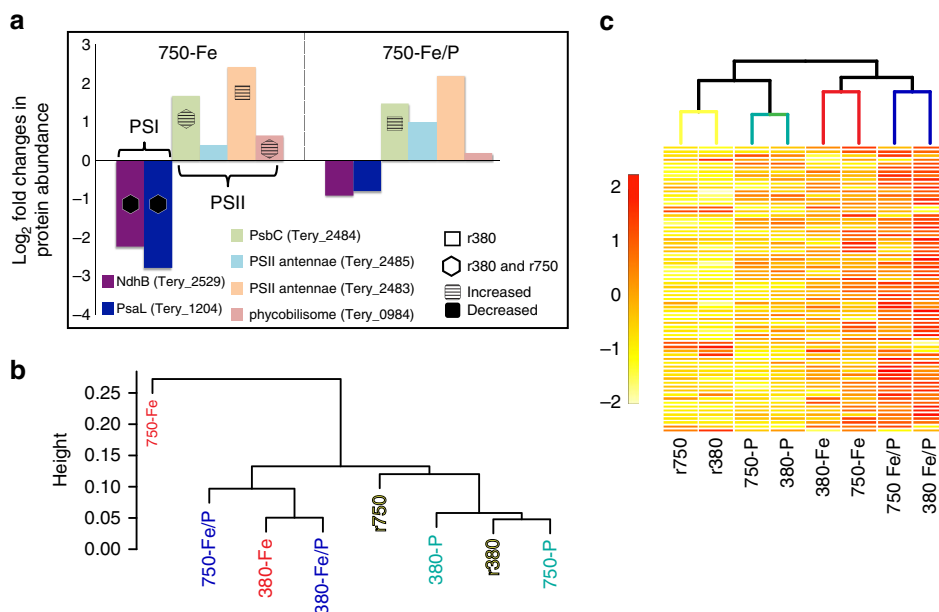 a
750-Fe
750-Fe/P
Log2 fold changes in
protein abundance
3
2
1
0
−1
−2
−3
−4
PSI
PSII
NdhB (Tery_2529)
PsaL (Tery_1204)
PsbC (Tery_2484)
PSII antennae (Tery_2485)
PSII antennae (Tery_2483)
phycobilisome (Tery_0984)
r380
r380 and r750
Increased
Decreased
b
Height
0.25
0.20
0.15
0.10
0.05
0.00
750-Fe
750-Fe/P
380-Fe
380-Fe/P
r750
380-P
r380
750-P
c
2
1
0
−1
−2
r750
r380
750-P
380-P
380-Fe
750-Fe
750 Fe/P
380 Fe/P